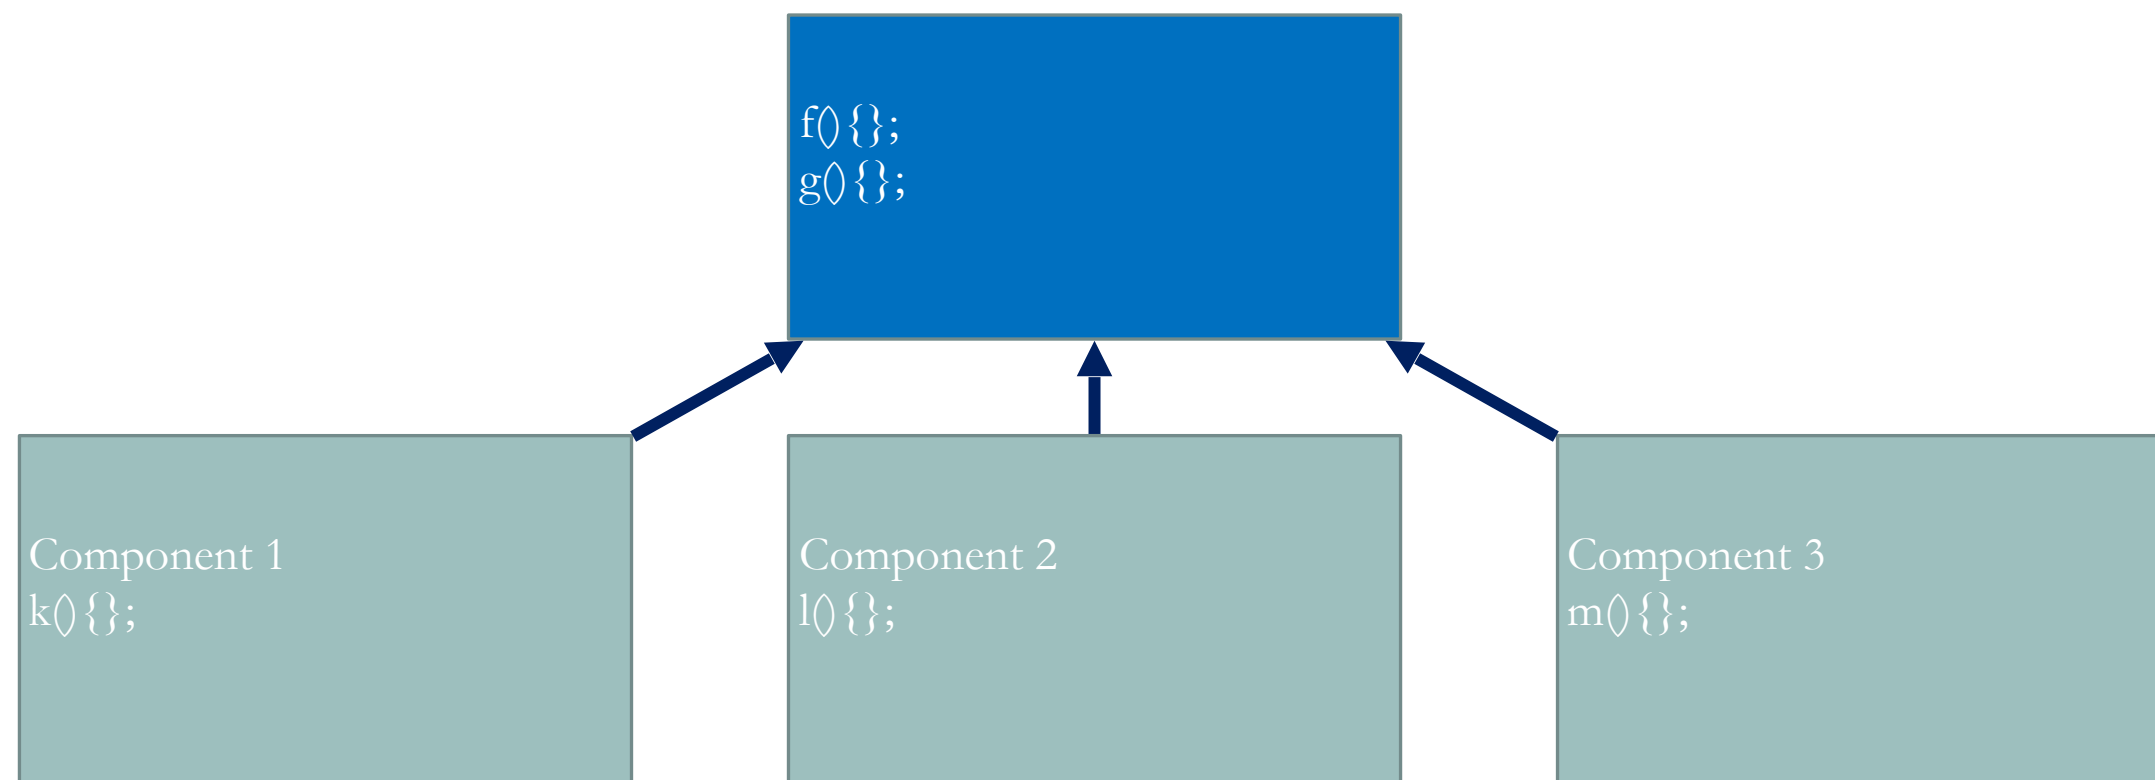 f(){};
g(){};
Component 1
k(){};
Component 2
l(){};
Component 3
m(){};